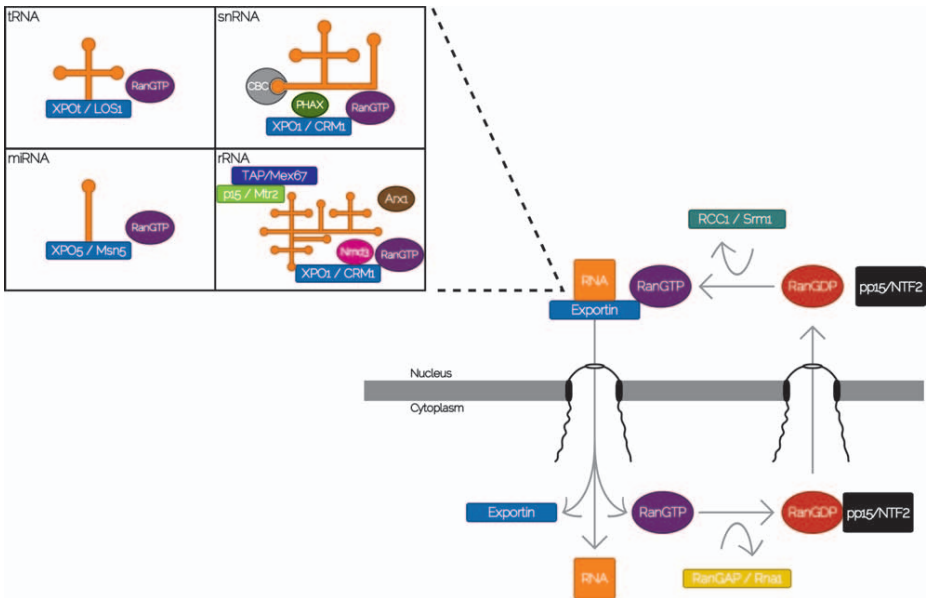 tRNA
RanGTP
XPOt / LOS1
snRNA
CBC
PHAX
RanGTP
XPO1 / CRM1
miRNA
RanGTP
XPO5 / Msn5
rRNA
TAP/Mex67
p15 / Mtr2
Arx1
Nmd3
RanGTP
XPO1 / CRM1
RCC1 / Srm1
RNA
RanGTP
RanGDP
pp15/NTF2
Exportin
Nucleus
Cytoplasm
Exportin
RanGTP
RanGDP
pp15/NTF2
RNA
RanGAP / Rna1